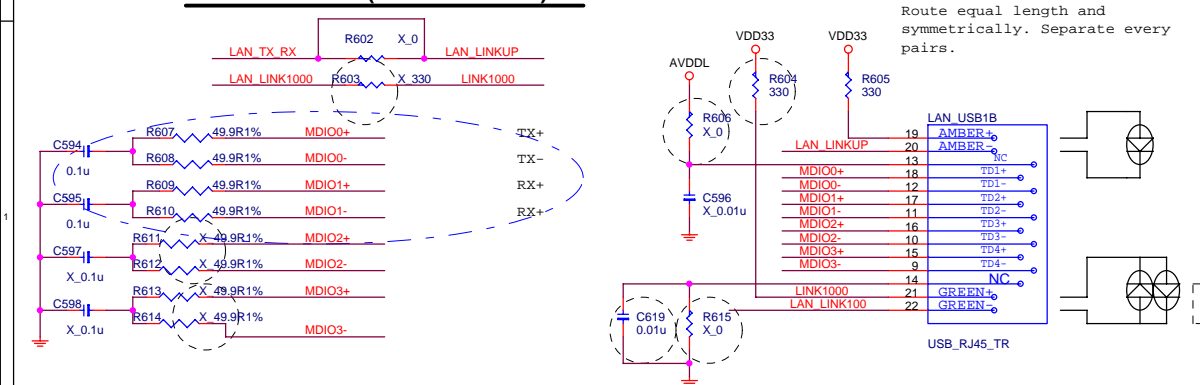 Route equal length and
symmetrically. Separate every
pairs.
R602 X_0
LAN_TX_RX LAN_LINKUP
LAN_LINK1000 R603 X_330 LINK1000
R607 49.9R1% MDIO0+ TX+
C594
0.1u
R608 49.9R1% MDIO0- TX-
R609 49.9R1% MDIO1+ RX+
C595
0.1u
R610 49.9R1% MDIO1- RX+
R611 X_49.9R1% MDIO2+
C597
X_0.1u
R612 X_49.9R1% MDIO2-
R613 X_49.9R1% MDIO3+
C598
X_0.1u
R614 X_49.9R1%
MDIO3-
1
VDD33 VDD33
AVDDL
R604
330
R605
330
R606
X_0
C596
X_0.01u
LAN_USB1B
19 AMBER+
LAN_LINKUP 20 AMBER-
13 NC
MDIO0+ 18 TD1+
MDIO0- 12 TD1-
MDIO1+ 17 TD2+
MDIO1- 11 TD2-
MDIO2+ 16 TD3+
MDIO2- 10 TD3-
MDIO3+ 15 TD4+
MDIO3- 9 TD4-
14 NC
LINK1000 21 GREEN+
LAN_LINK100 22 GREEN-
C619
0.01u
R615
X_0
USB_RJ45_TR